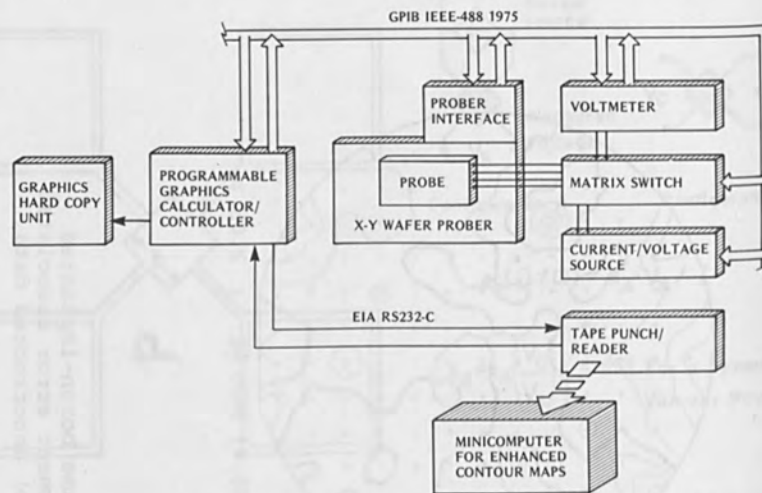 GPIB IEEE-488 1975
PROBER
INTERFACE
VOLTMETER
GRAPHICS
HARD COPY
UNIT
PROGRAMMABLE
GRAPHICS
CALCULATOR/
CONTROLLER
PROBE
X-Y WAFER PROBER
MATRIX SWITCH
CURRENT/VOLTAGE
SOURCE
EIA RS232-C
TAPE PUNCH/
READER
MINICOMPUTER
FOR ENHANCED
CONTOUR MAPS